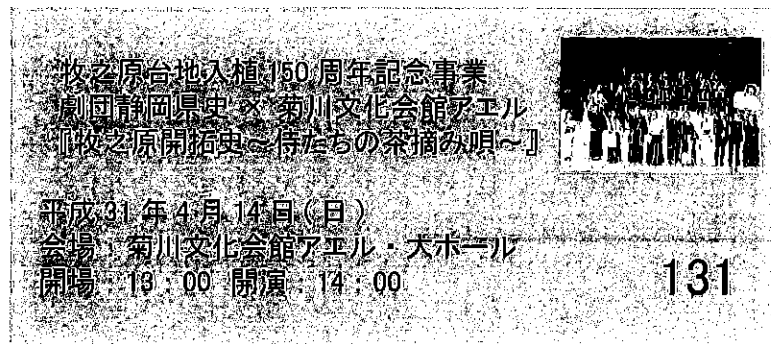 牧之原台地入植150周年記念事業
劇団静岡県史 × 菊川文化会館アエル
『牧之原開拓史～侍たちの茶摘み唄～』
平成31年4月14日(日)
会場：菊川文化会館アエル・大ホール
開場：13：00 開演：14：00
131